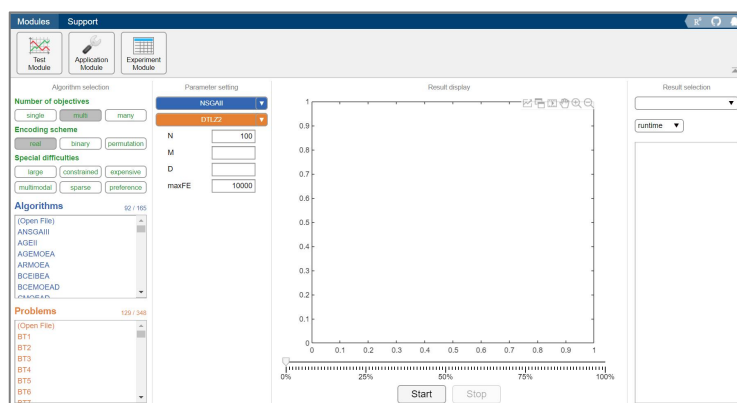 Modules Support
Test Module
Application Module
Experiment Module
Algorithm selection
Number of objectives
single multi many
Encoding scheme
real binary permutation
Special difficulties
large constrained expensive
multimodal sparse preference
Algorithms 92 / 165
(Open File)
ANSGAIII
AGEII
AGEMOEA
ARMOEA
BCEIBEA
BCEMOEAD
Problems
(Open File)
BT1
BT2
BT3
BT4
BT5
BT6
BT7
Parameter setting
NSGAII
DTLZ2
N 100
M
D
maxFE 10000
Result display
1
0.9
0.8
0.7
0.6
0.5
0.4
0.3
0.2
0.1
0
0 0.1 0.2 0.3 0.4 0.5 0.6 0.7 0.8 0.9 1
0% 25% 50% 75% 100%
Start Stop
Result selection
runtime